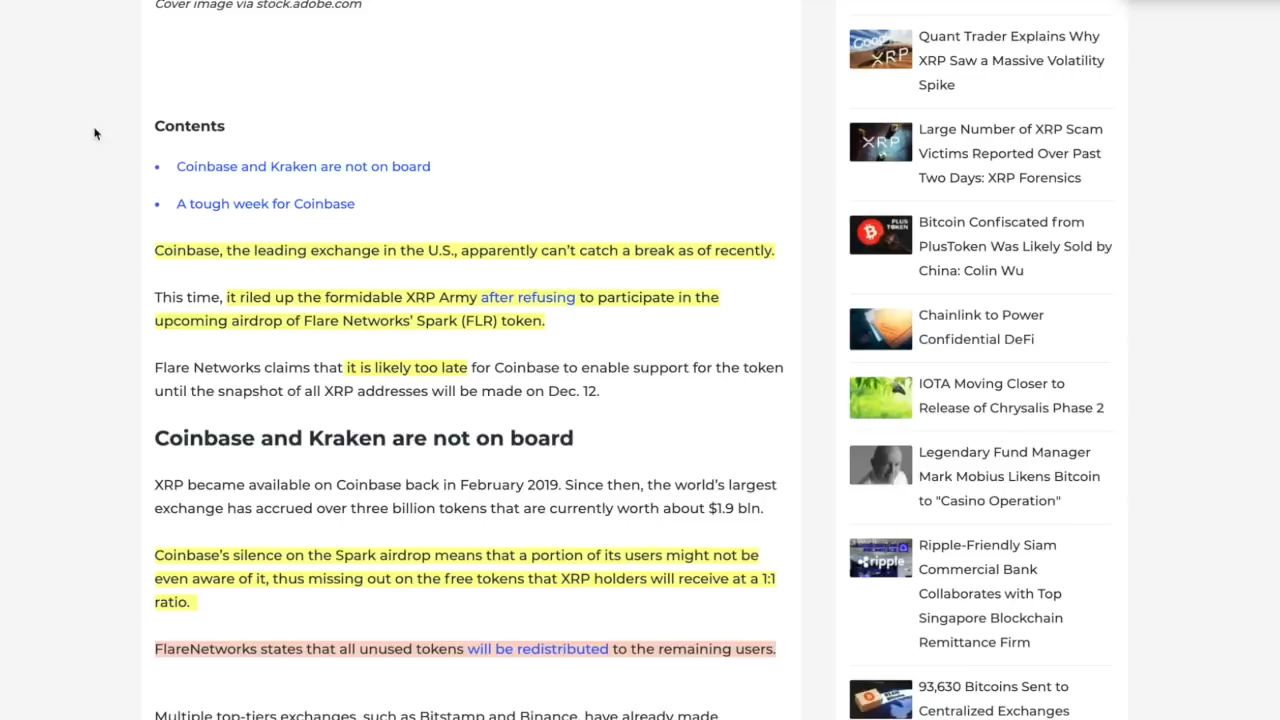 Cover image via stock.adobe.com
Contents
• Coinbase and Kraken are not on board
• A tough week for Coinbase
Coinbase, the leading exchange in the U.S., apparently can't catch a break as of recently.
This time, it riled up the formidable XRP Army after refusing to participate in the
upcoming airdrop of Flare Networks' Spark (FLR) token.
Flare Networks claims that it is likely too late for Coinbase to enable support for the token
until the snapshot of all XRP addresses will be made on Dec. 12.
Coinbase and Kraken are not on board
XRP became available on Coinbase back in February 2019. Since then, the world's largest
exchange has accrued over three billion tokens that are currently worth about $1.9 bln.
Coinbase's silence on the Spark airdrop means that a portion of its users might not be
even aware of it, thus missing out on the free tokens that XRP holders will receive at a 1:1
ratio.
FlareNetworks states that all unused tokens will be redistributed to the remaining users.
Multiple top-tiers exchanges, such as Bitstamp and Binance, have already made
Google
XRP
Quant Trader Explains Why
XRP Saw a Massive Volatility
Spike
XRP
Large Number of XRP Scam
Victims Reported Over Past
Two Days: XRP Forensics
PLUS
TOKEN
Bitcoin Confiscated from
PlusToken Was Likely Sold by
China: Colin Wu
Chainlink to Power
Confidential DeFi
IOTA Moving Closer to
Release of Chrysalis Phase 2
Legendary Fund Manager
Mark Mobius Likens Bitcoin
to "Casino Operation"
ripple
Ripple-Friendly Siam
Commercial Bank
Collaborates with Top
Singapore Blockchain
Remittance Firm
93,630 Bitcoins Sent to
Centralized Exchanges